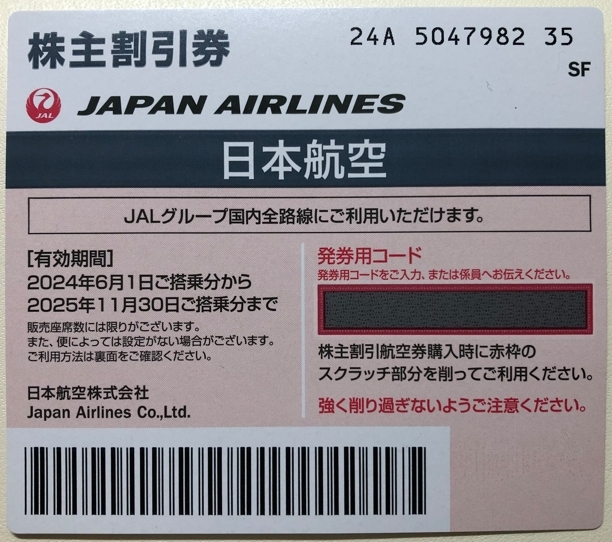 株主割引券
24A 5047982 35
SF
JAL
JAPAN AIRLINES
日本航空
JALグループ国内全路線にご利用いただけます。
[有効期間]
2024年6月1日ご搭乗分から
2025年11月30日ご搭乗分まで
販売座席数には限りがございます。
また、便によっては設定がない場合がございます。
ご利用方法は裏面をご確認ください。
日本航空株式会社
Japan Airlines Co.,Ltd.
発券用コード
発券用コードをご入力、または係員へお伝えください。
株主割引航空券購入時に赤枠の
スクラッチ部分を削ってご利用ください。
強く削り過ぎないようご注意ください。